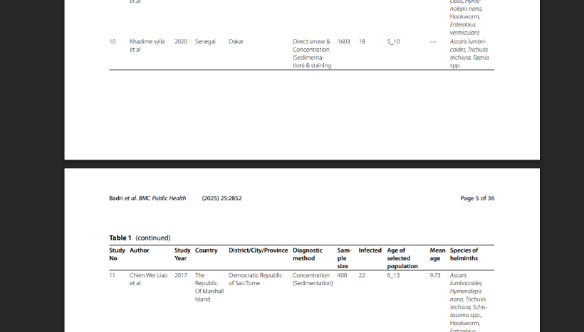 et al
cious, Hyme-
nolepis nana,
Hookworm,
Enterobius
vermicularis
10 Khadime sylla et al 2020 Senegal Dakar Direct smear & Concentration (Sedimenta-tion) & staining 1603 18 5_10 — Ascaris lumbri-coides, Trichuris trichiura, Taenia spp.
Badri et al. BMC Public Health (2025) 25:2852 Page 5 of 36
Table 1 (continued)
Study No Author Study Year Country District/City/Province Diagnostic method Sam-ple size Infected Age of selected population Mean age Species of helminths
11 Chien Wei Liao et al 2017 The Republic Of Marshall Island Democratic Republic of Sao Tome Concentration (Sedimentation) 400 22 6_13 9.73 Ascaris lumbricoides, Hymenolepis nana, Trichuris trichiura, Schis-tosoma spp., Hookworm,
Enterobius